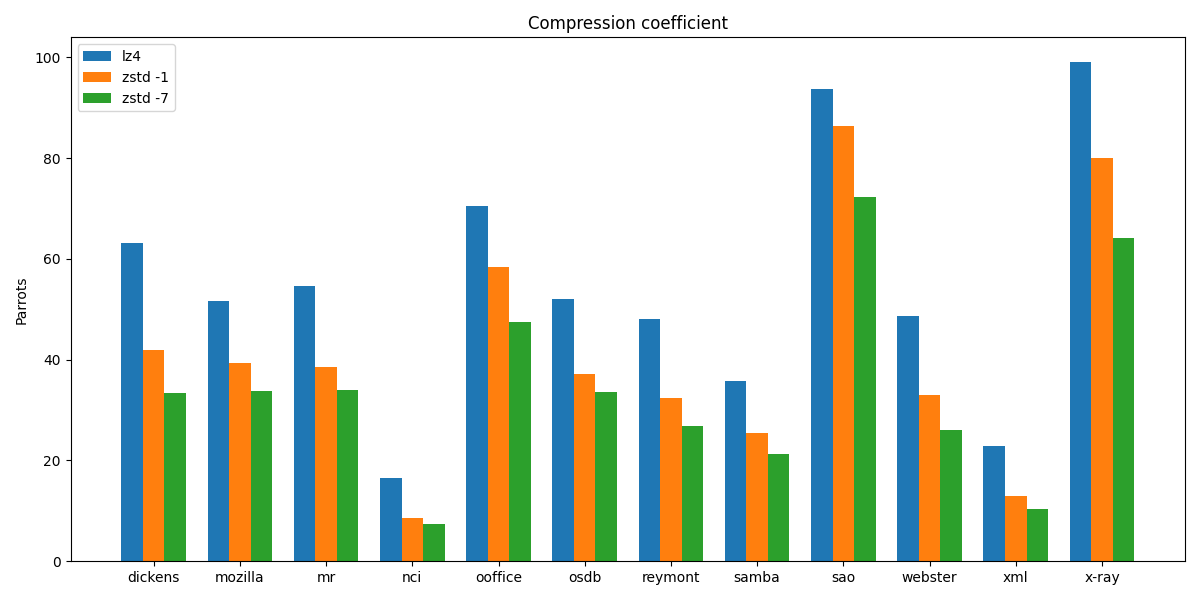 Compression coefficient
lz4
zstd -1
zstd -7
Parrots
100
80
60
40
20
0
dickens mozilla mr nci ooffice osdb reymont samba sao webster xml x-ray